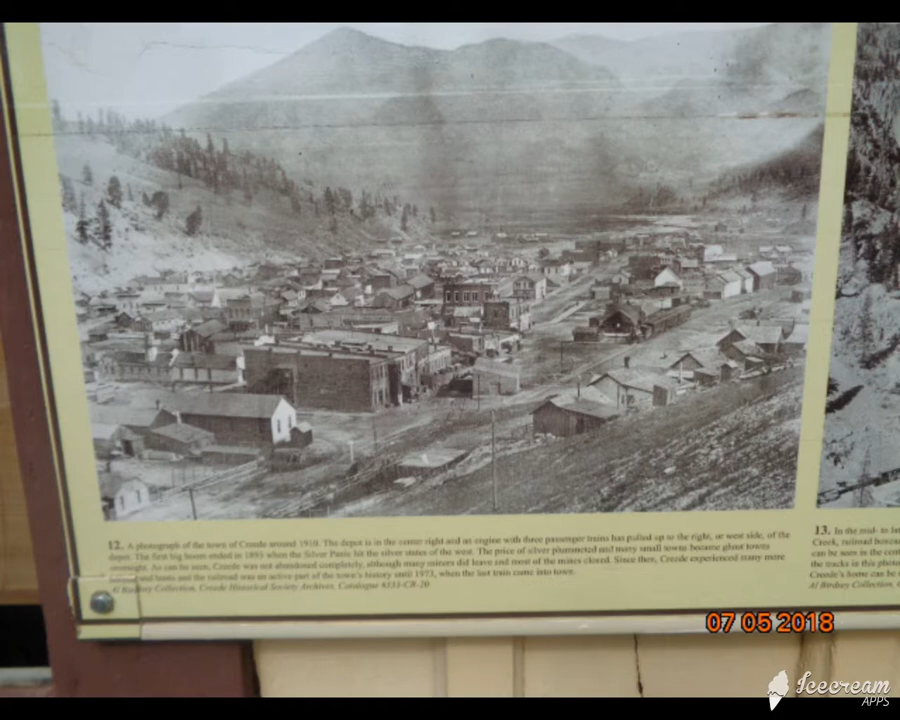 12. A photograph of the town of Creede around 1910. The depot is in the center right and an engine with three passenger trains has pulled up to the right, or west side, of the
depot. The first big boom ended in 1893 when the Silver Panic hit the silver states of the west. The price of silver plummeted and many small towns became ghost towns
overnight. As can be seen, Creede was not abandoned completely, although many miners did leave and most of the mines closed. Since then, Creede experienced many more
and busts and the railroad was an active part of the town's history until 1973, when the last train came into town.
Al Birdsey Collection, Creede Historical Society Archives, Catalogue
13. In the mid- to
Creek, railroad
can be seen in the
the tracks in this
Creede's home can be
Al Birdsey Collection,
07 05 2018
Icecream
APPS